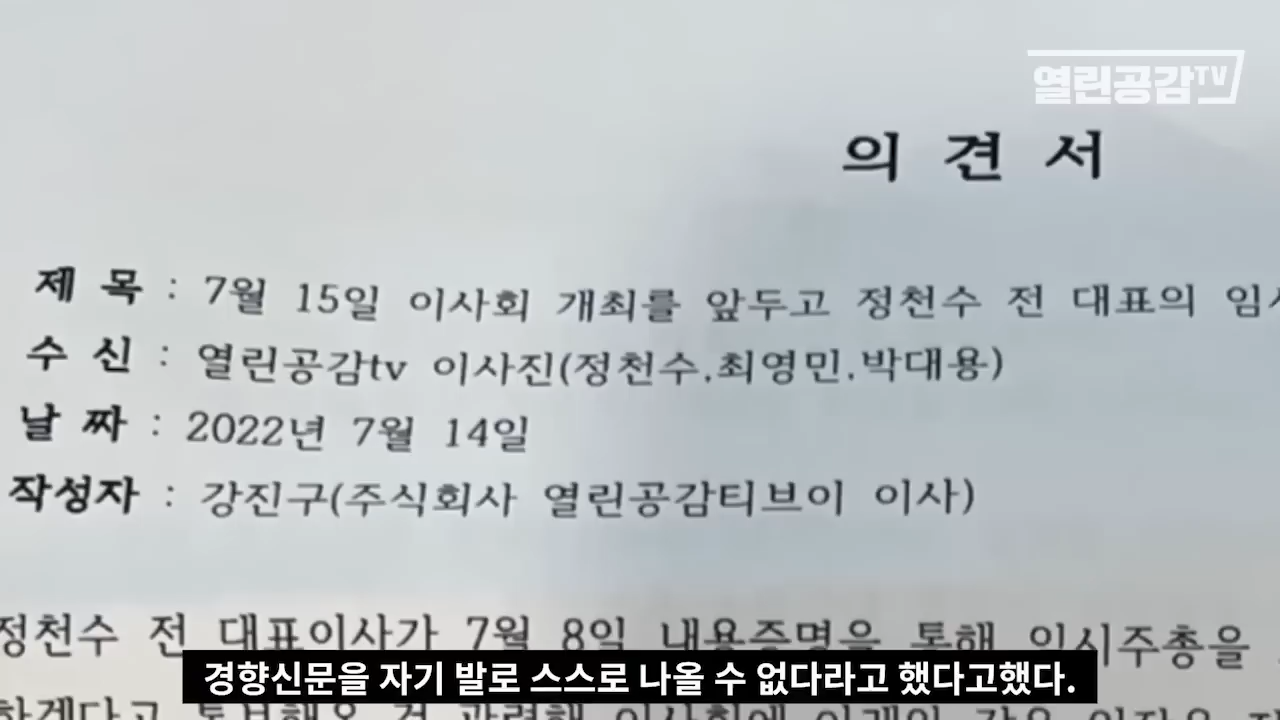 열린공감TV
의 견 서
제 목 : 7월 15일 이사회 개최를 앞두고 정천수 전 대표의
수 신 : 열린공감tv 이사진(정천수.최영민.박대용)
날 짜 : 2022년 7월 14일
작성자 : 강진구(주식회사 열린공감티브이 이사)
정천수 전 대표이사가 7월 8일 내용증명을 통해 임시주총을
경향신문을 자기 발로 스스로 나올 수 없다라고 했다고했다.